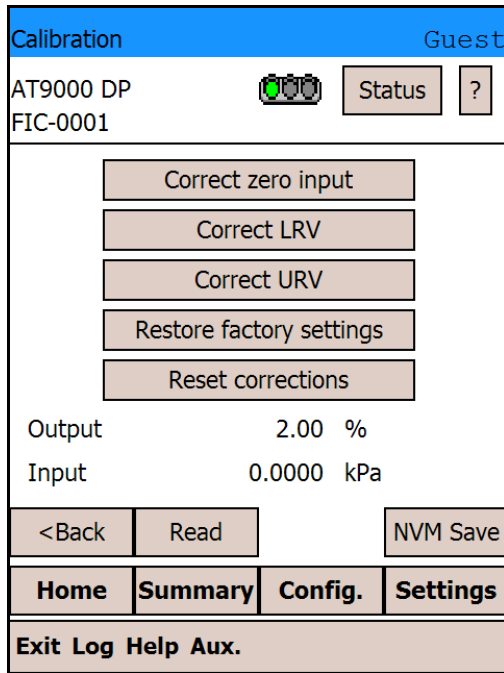 Calibration Guest
AT9000 DP Status ?
FIC-0001
Correct zero input
Correct LRV
Correct URV
Restore factory settings
Reset corrections
Output 2.00 %
Input 0.0000 kPa
<Back Read NVM Save
Home Summary Config. Settings
Exit Log Help Aux.